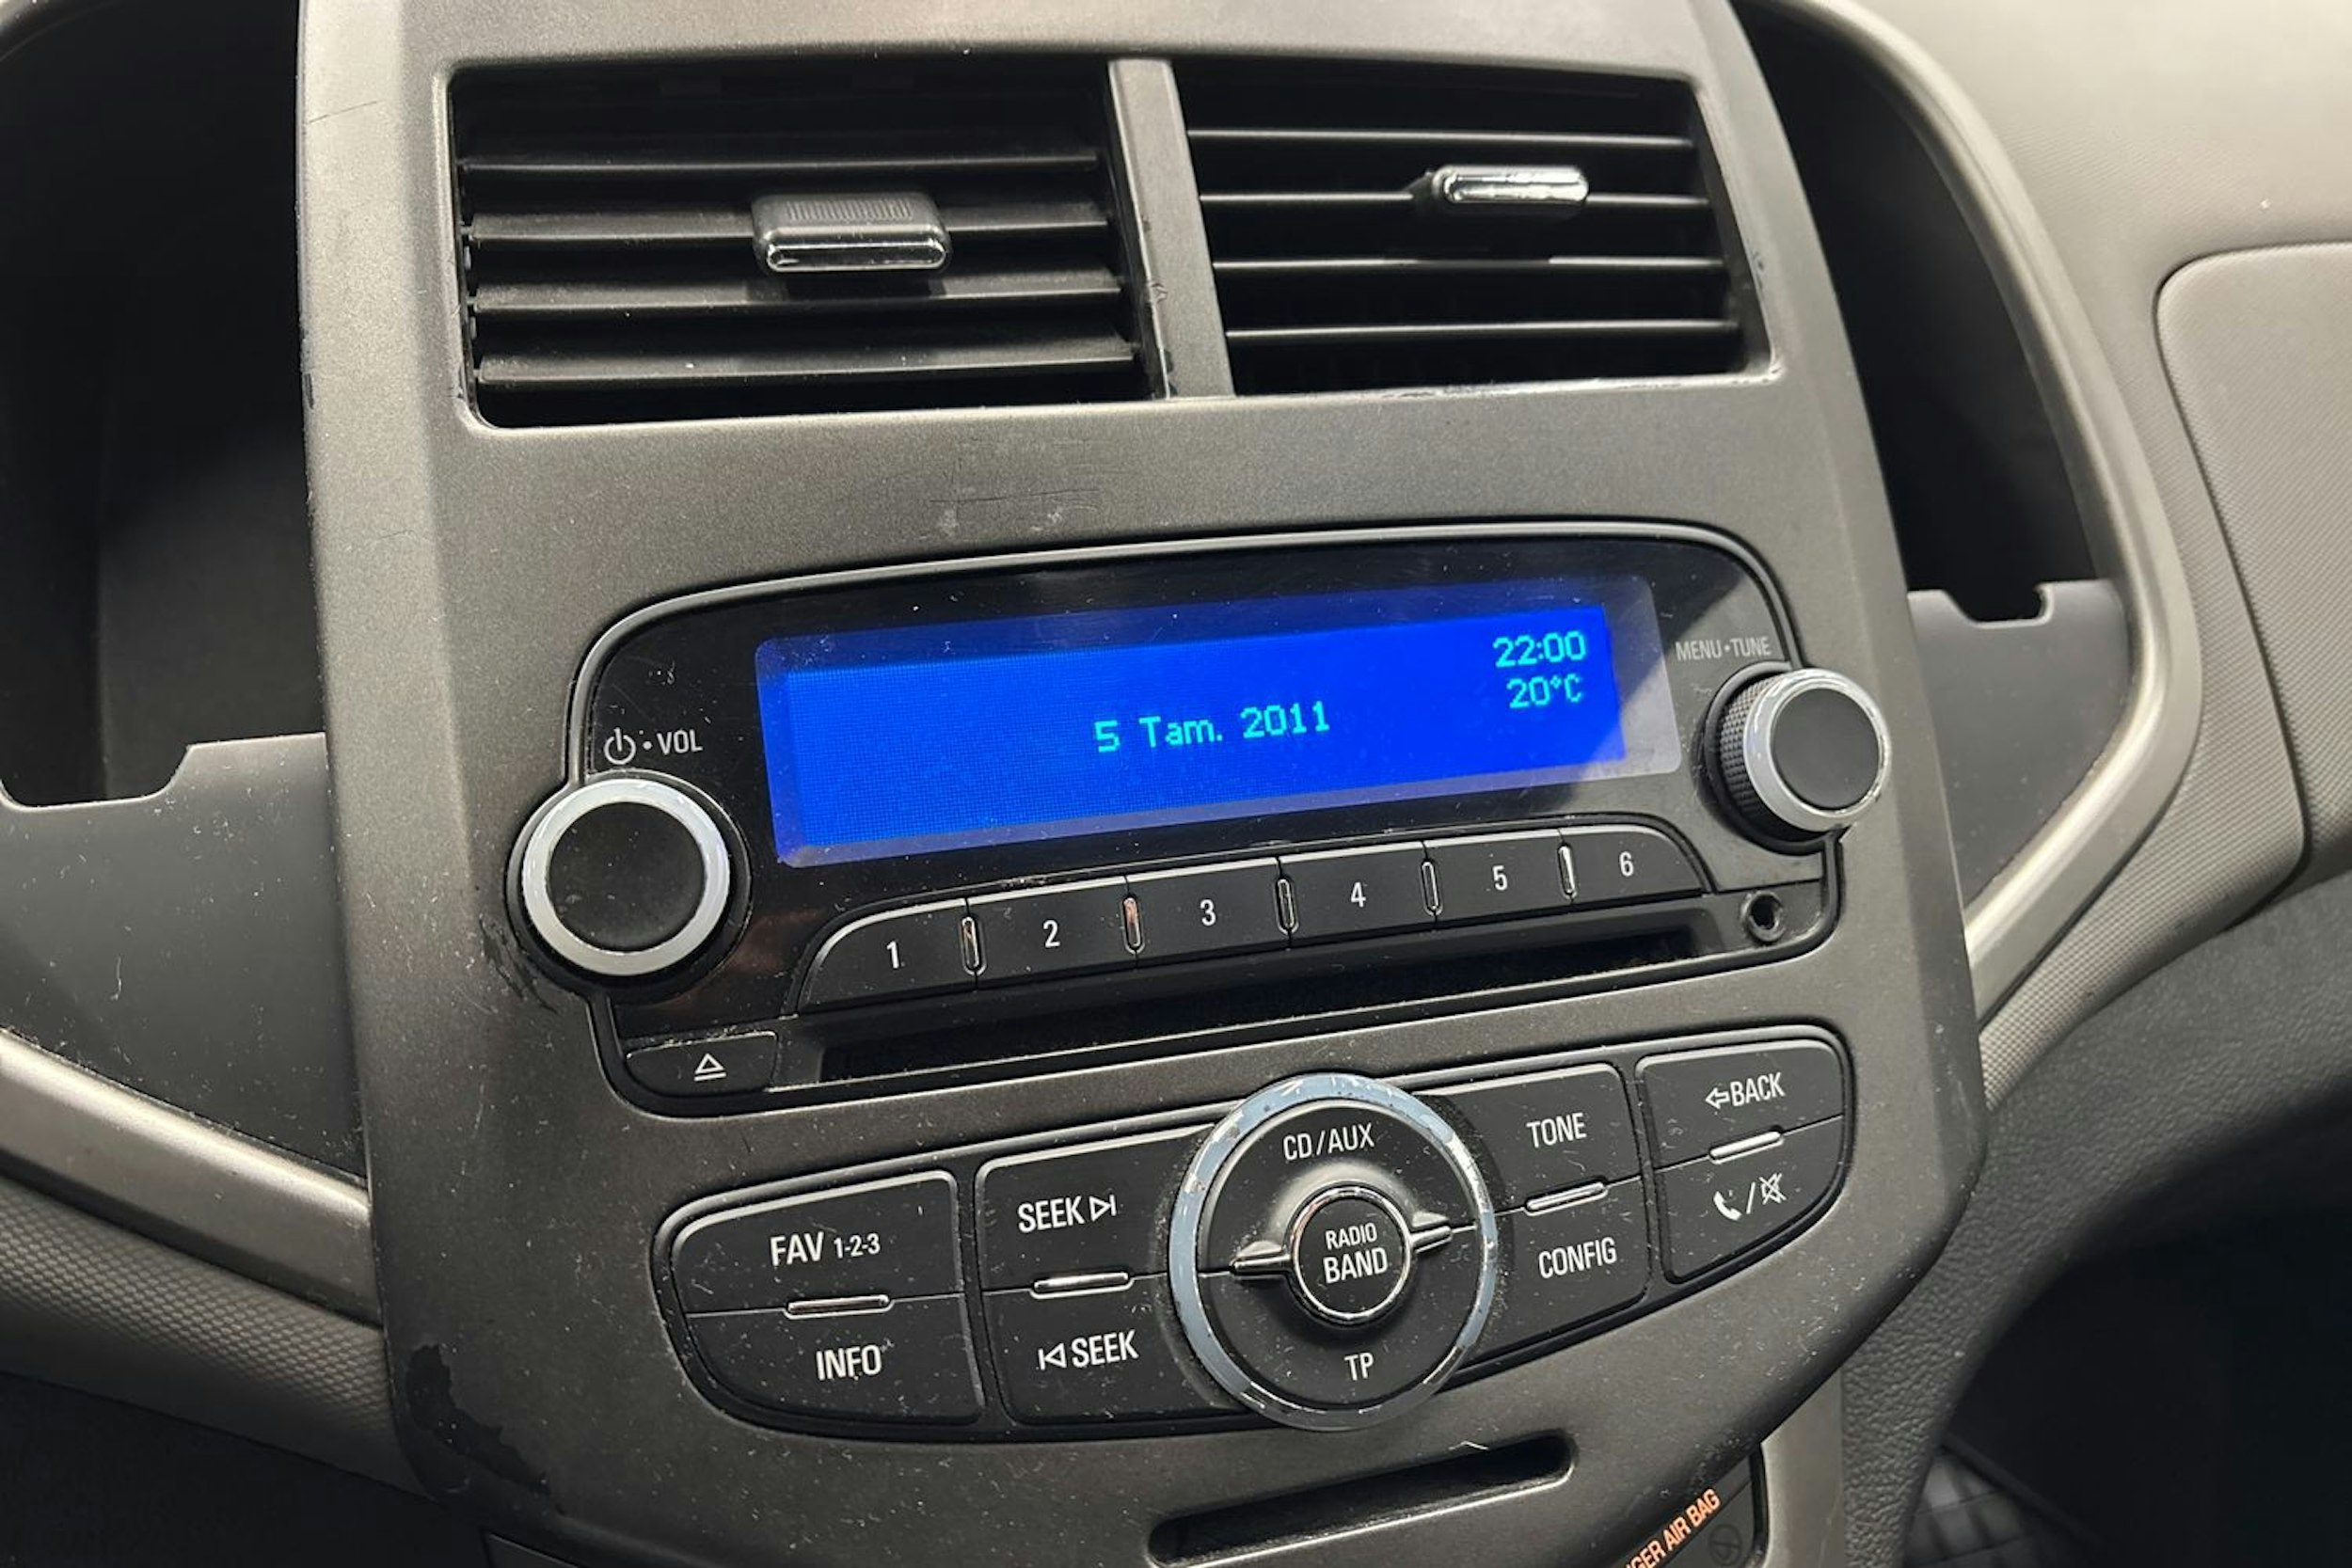 22:00
20°C
5 Tam. 2011
MENU•TUNE
•VOL
1 2 3 4 5 6
CD/AUX
TONE
BACK
FAV 1-2-3
SEEK
RADIO
BAND
CONFIG
INFO
SEEK
TP
AIR BAG